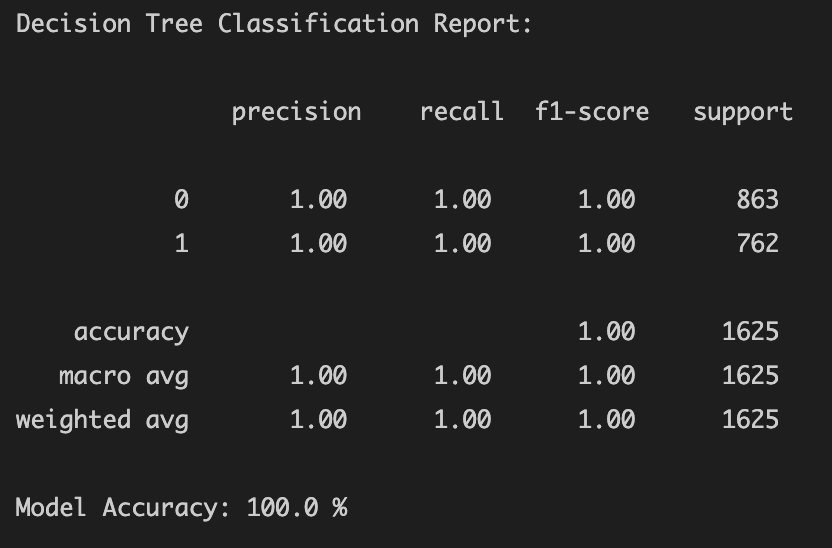 Decision Tree Classification Report:
precision recall f1-score support
0 1.00 1.00 1.00 863
1 1.00 1.00 1.00 762
accuracy 1.00 1625
macro avg 1.00 1.00 1.00 1625
weighted avg 1.00 1.00 1.00 1625
Model Accuracy: 100.0 %